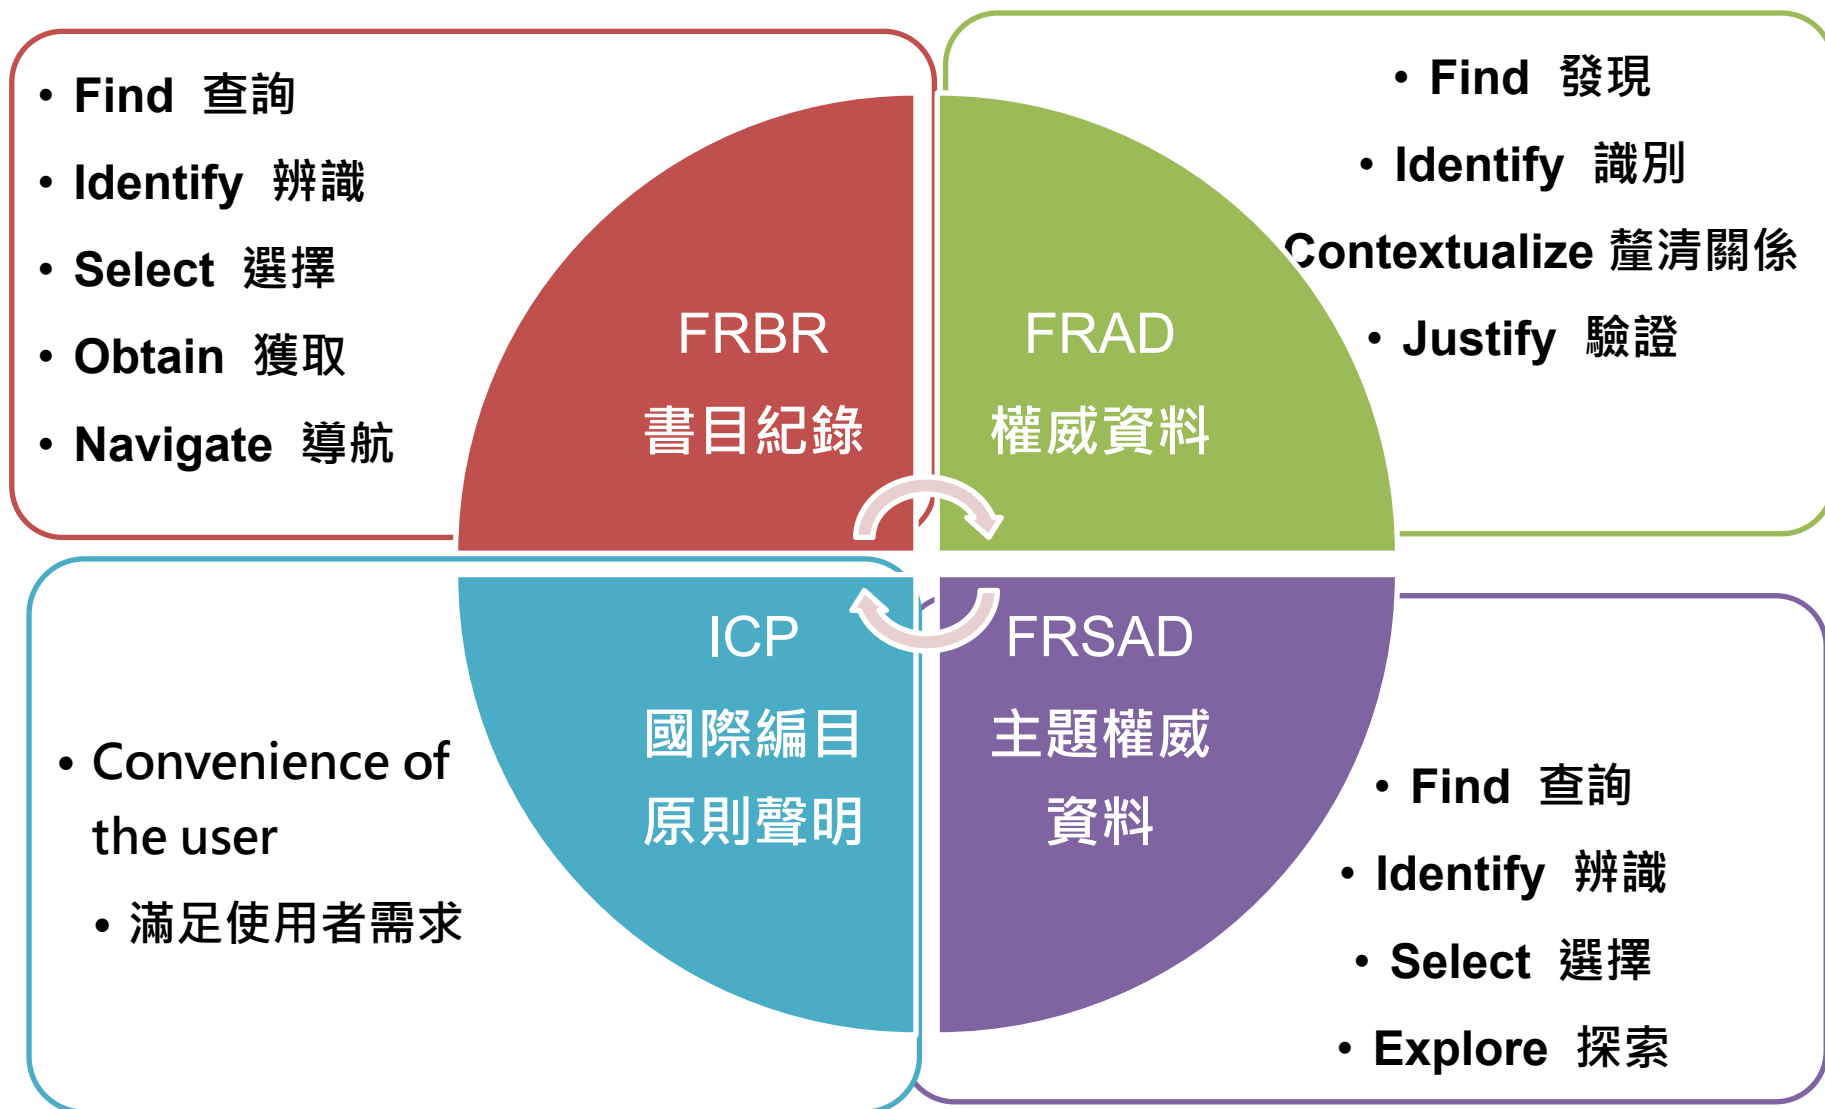 • Find 查詢
• Identify 辨識
• Select 選擇
• Obtain 獲取
• Navigate 導航
FRBR
書目紀錄
• Find 發現
• Identify 識別
Contextualize 釐清關係
• Justify 驗證
FRAD
權威資料
• Convenience of
the user
• 滿足使用者需求
ICP
國際編目
原則聲明
FRSAD
主題權威
資料
• Find 查詢
• Identify 辨識
• Select 選擇
• Explore 探索